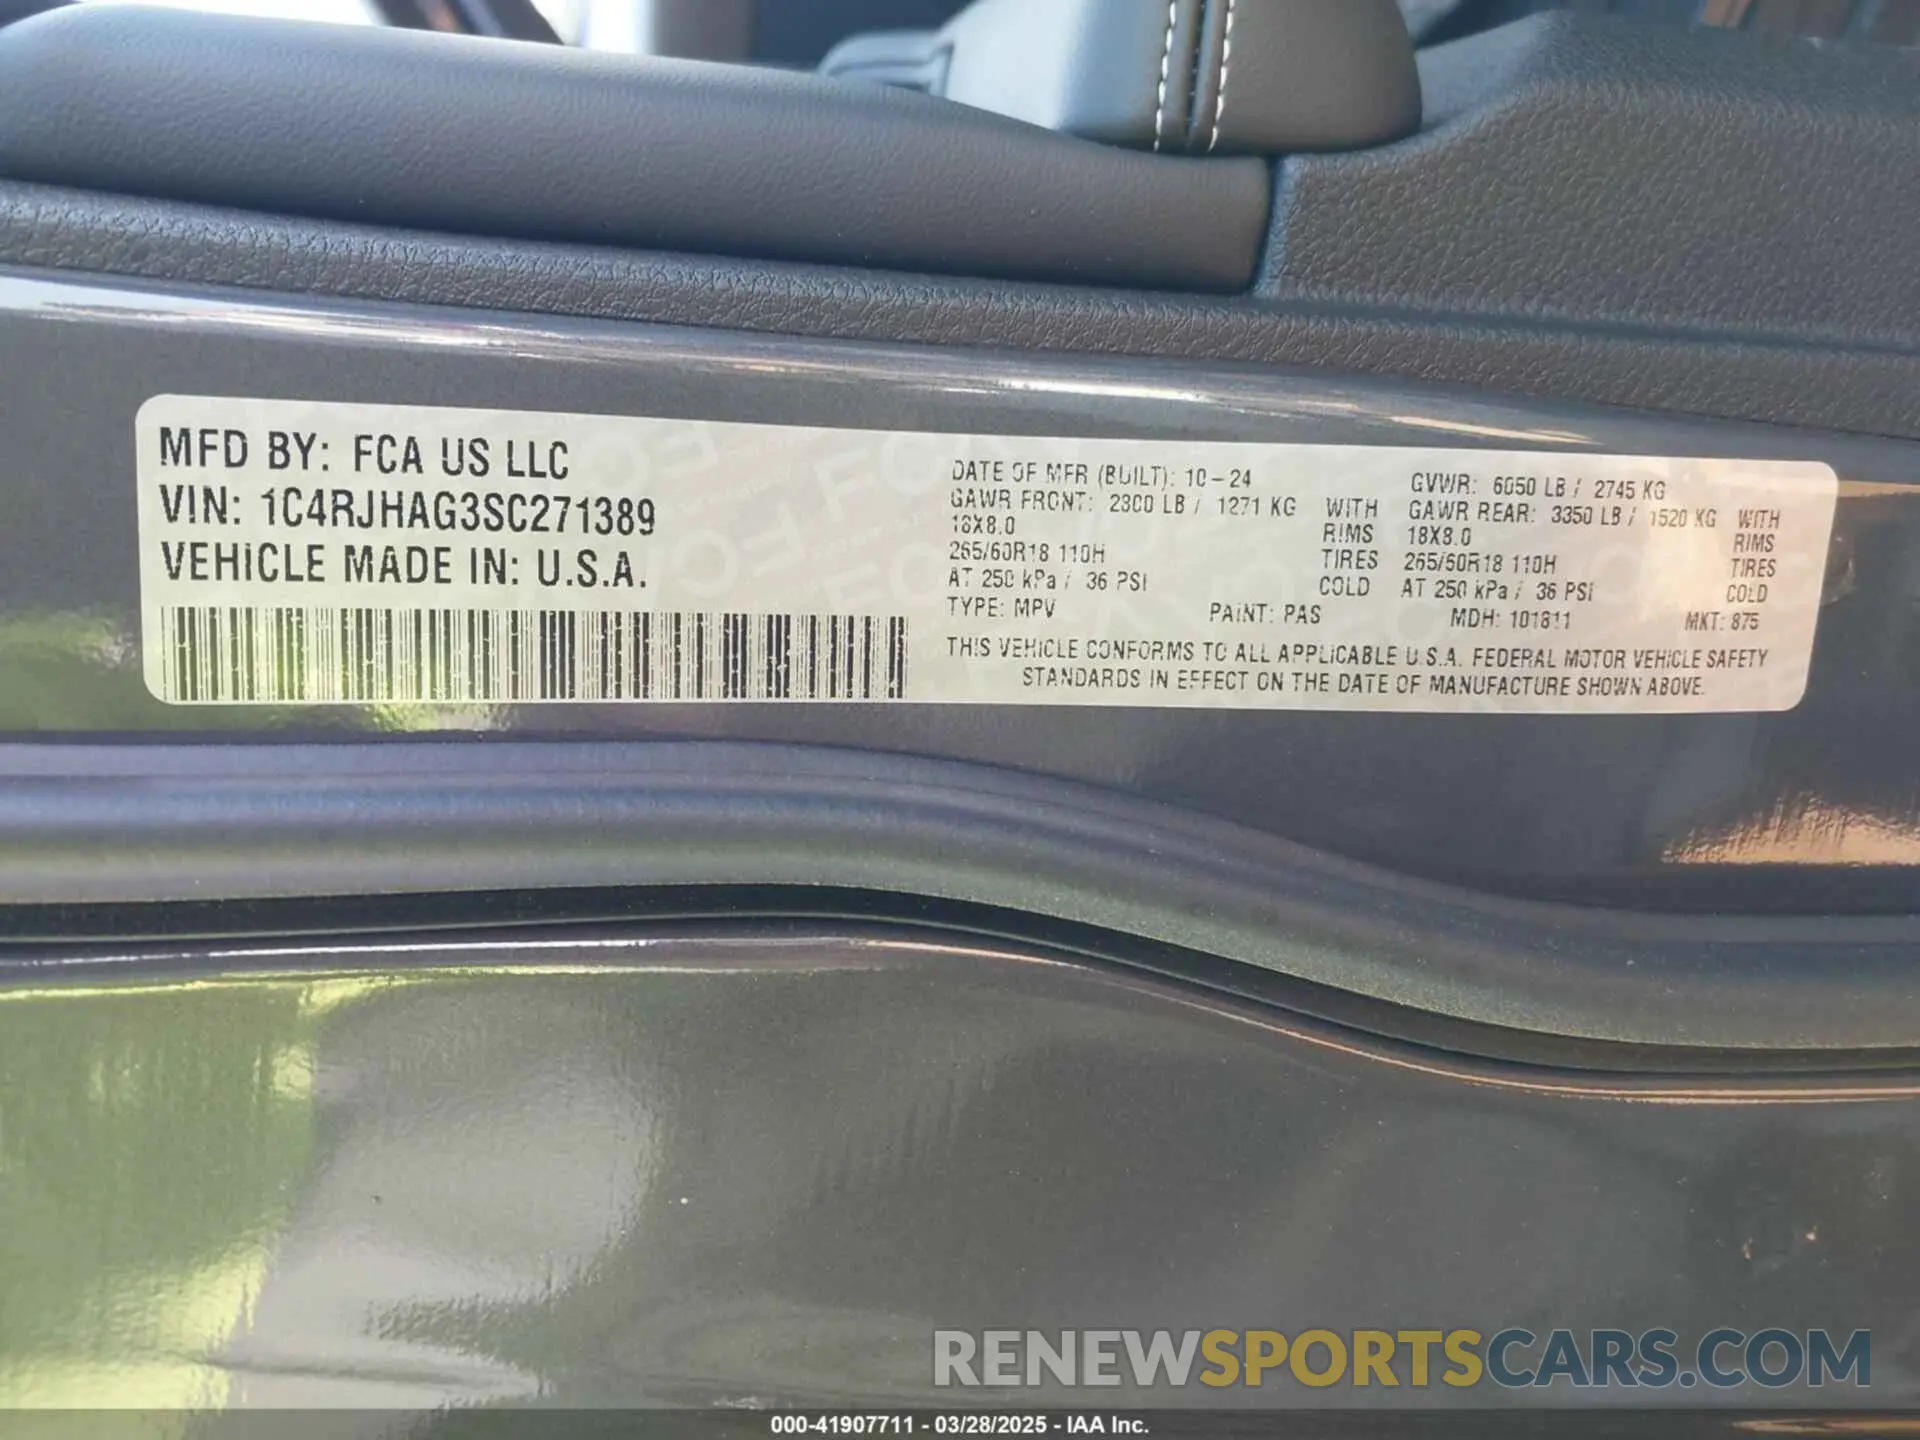 MFD BY: FCA US LLC
VIN: 1C4RJHAG3SC271389
VEHICLE MADE IN: U.S.A.
DATE OF MFR (BUILT): 10-24 GVWR: 6050 LB / 2745 KG
GAWR FRONT: 2800 LB / 1271 KG WITH GAWR REAR: 3350 LB / 1520 KG WITH
18X8.0 RIMS 18X8.0 RIMS
265/60R18 110H TIRES 265/60R18 110H TIRES
AT 250 kPa / 36 PSI COLD AT 250 kPa / 36 PSI COLD
TYPE: MPV PAINT: PAS MDH: 101811 MKT: 875
THIS VEHICLE CONFORMS TO ALL APPLICABLE U.S.A. FEDERAL MOTOR VEHICLE SAFETY
STANDARDS IN EFFECT ON THE DATE OF MANUFACTURE SHOWN ABOVE.
RENEWSPORTSCARS.COM
000-41907711 - 03/28/2025 - IAA Inc.